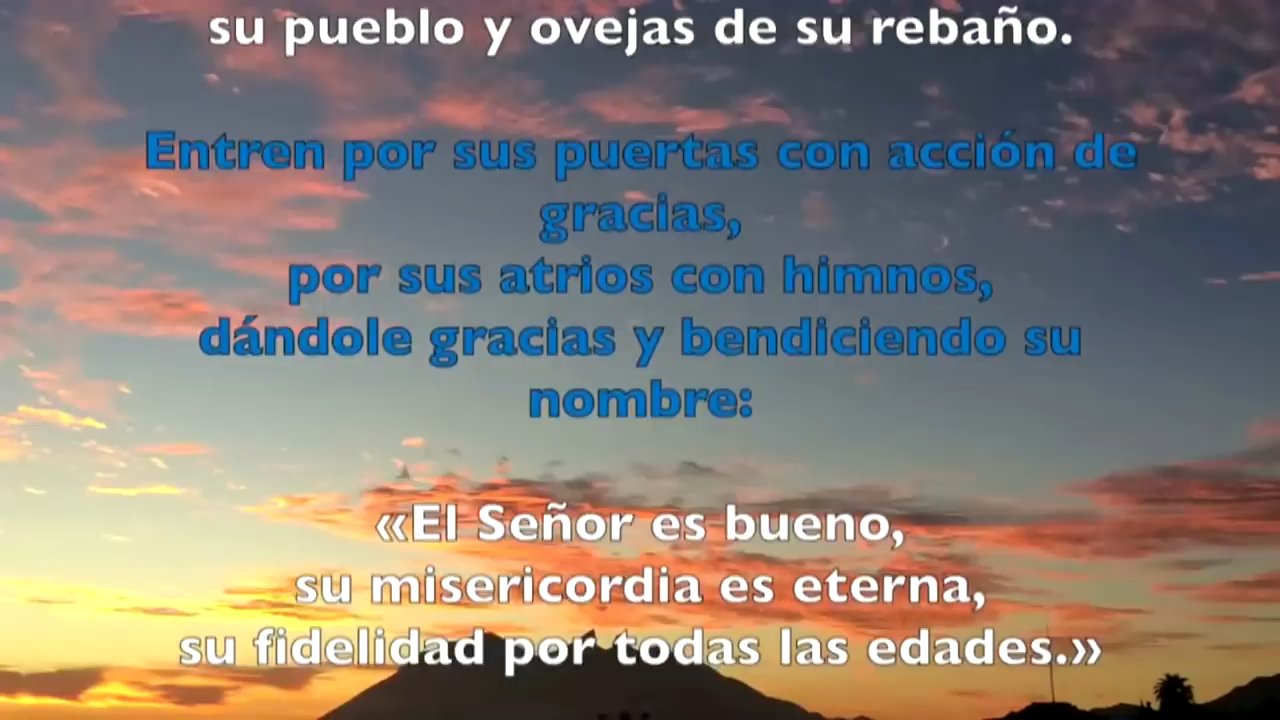 su pueblo y ovejas de su rebaño.
Entren por sus puertas con acción de
gracias,
por sus atrios con himnos,
dándole gracias y bendiciendo su
nombre:
«El Señor es bueno,
su misericordia es eterna,
su fidelidad por todas las edades.»